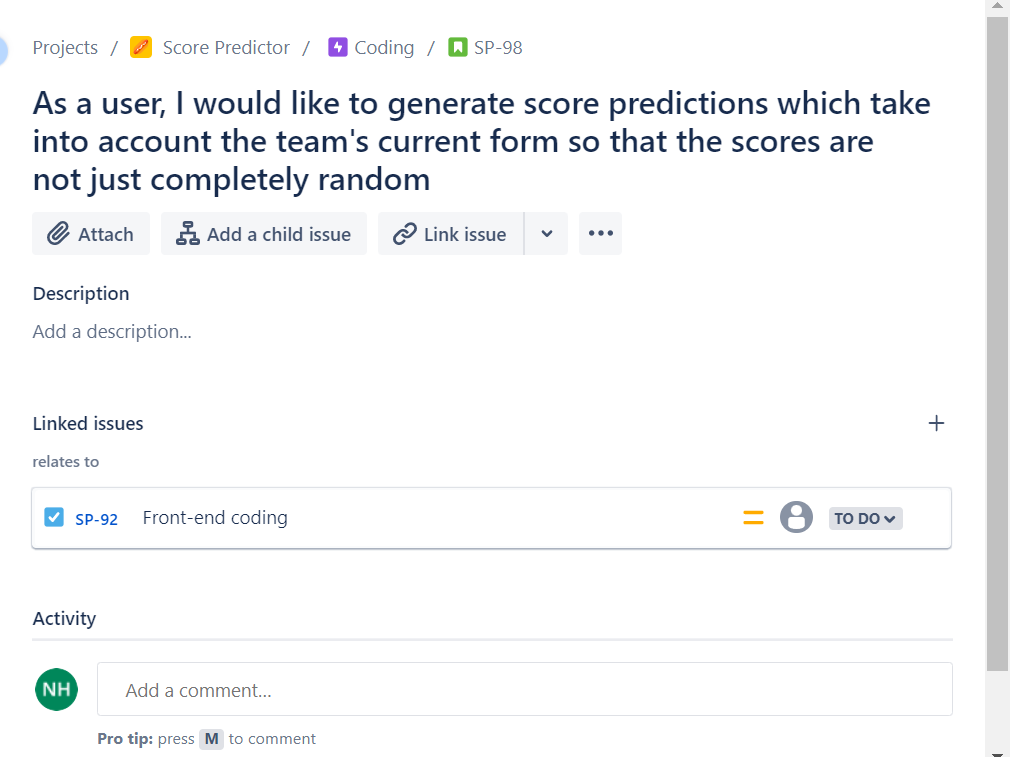 Projects / Score Predictor / Coding / SP-98
As a user, I would like to generate score predictions which take
into account the team's current form so that the scores are
not just completely random
Attach Add a child issue Link issue
Description
Add a description...
Linked issues
relates to
SP-92 Front-end coding TO DO
Activity
NH Add a comment...
Pro tip: press M to comment